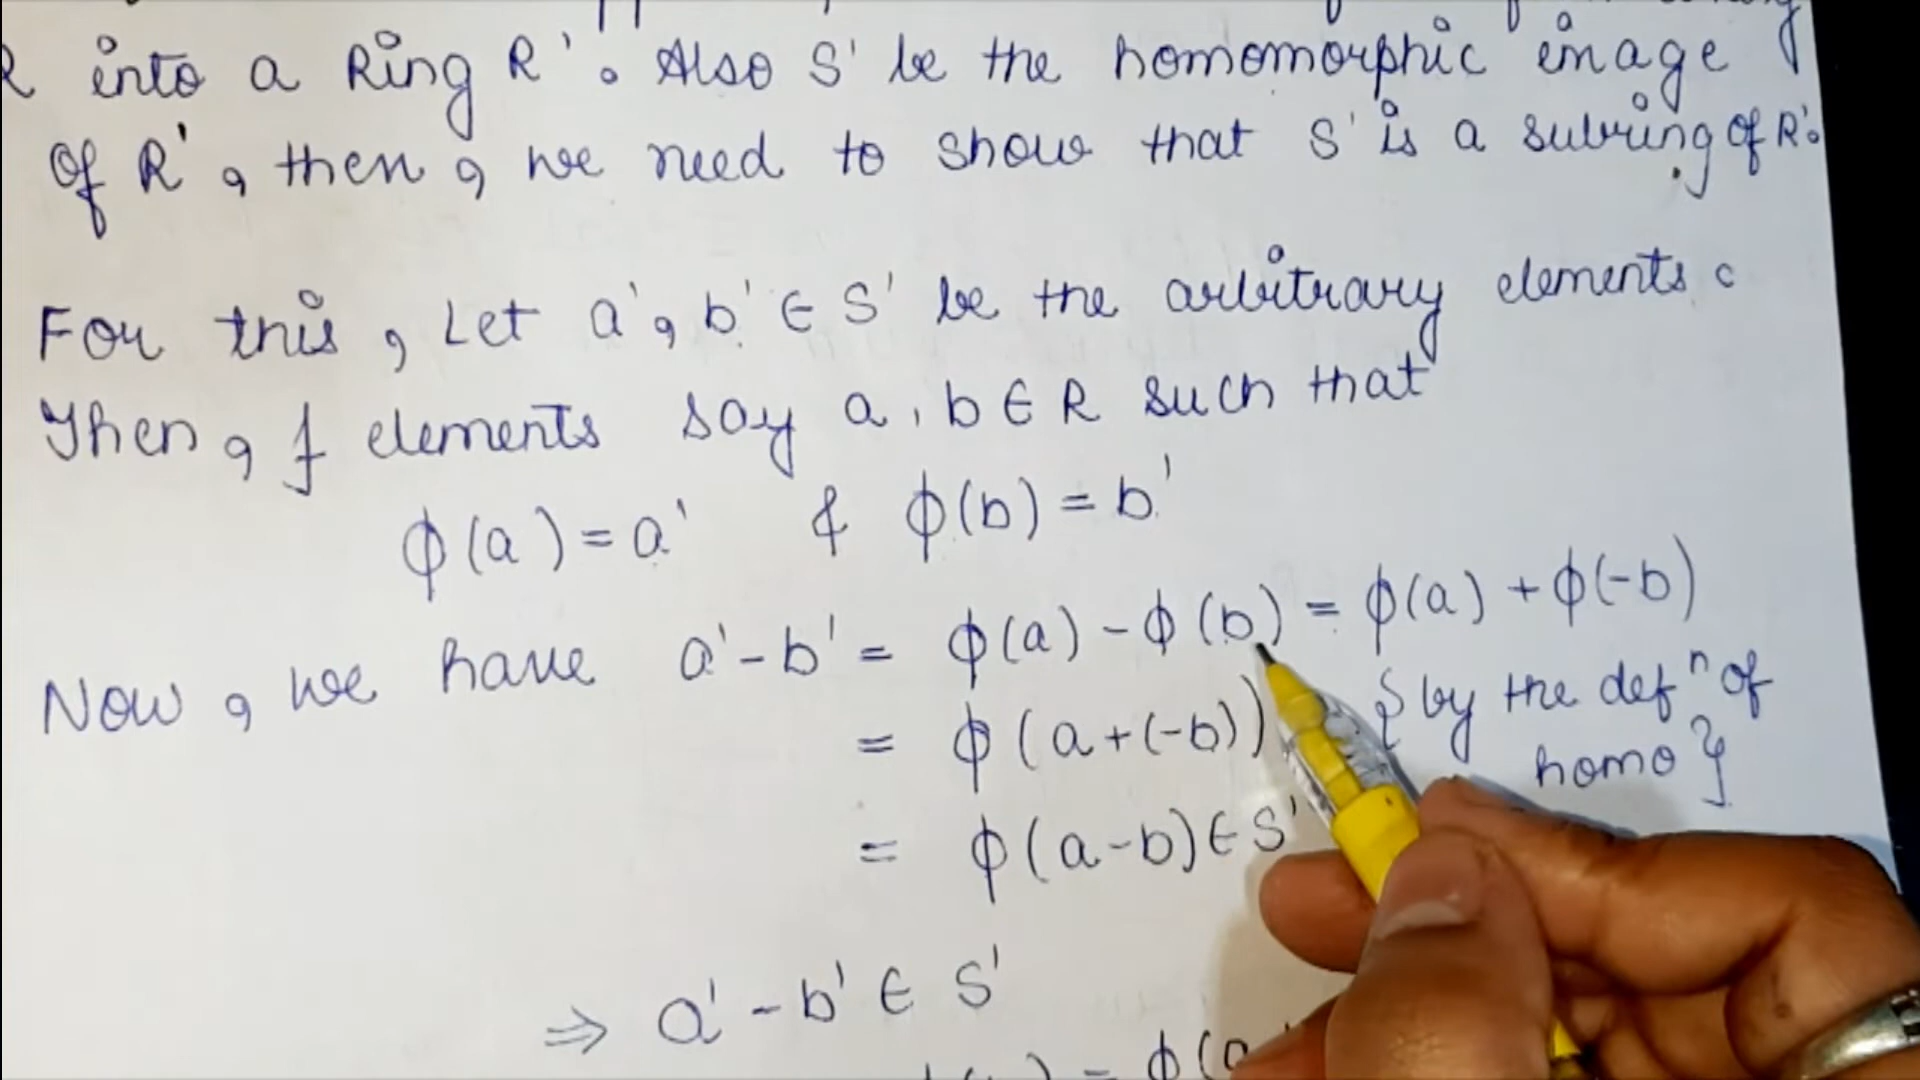 R into a Ring R'. Also S' be the homomorphic image
of R', then, we need to show that S' is a subring of R'.
For this, Let a', b' ∈ S' be the arbitrary elements.
Then, ∃ elements say a, b ∈ R such that
ϕ(a) = a' & ϕ(b) = b'
Now, we have a' - b' = ϕ(a) - ϕ(b) = ϕ(a) + ϕ(-b)
= ϕ(a+(-b)) {by the defⁿ of
homo}
= ϕ(a-b) ∈ S'
⇒ a' - b' ∈ S'